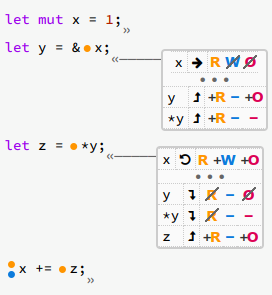 let mut x = 1; »
let y = &x; « x → R W O
● ● ●
y ↱ +R – +O
*y ↱ +R – –
let z = *y; « x ↺ R +W +O
● ● ●
y ↴ R – O
*y ↴ R – –
z ↱ +R – +O
x += z; »